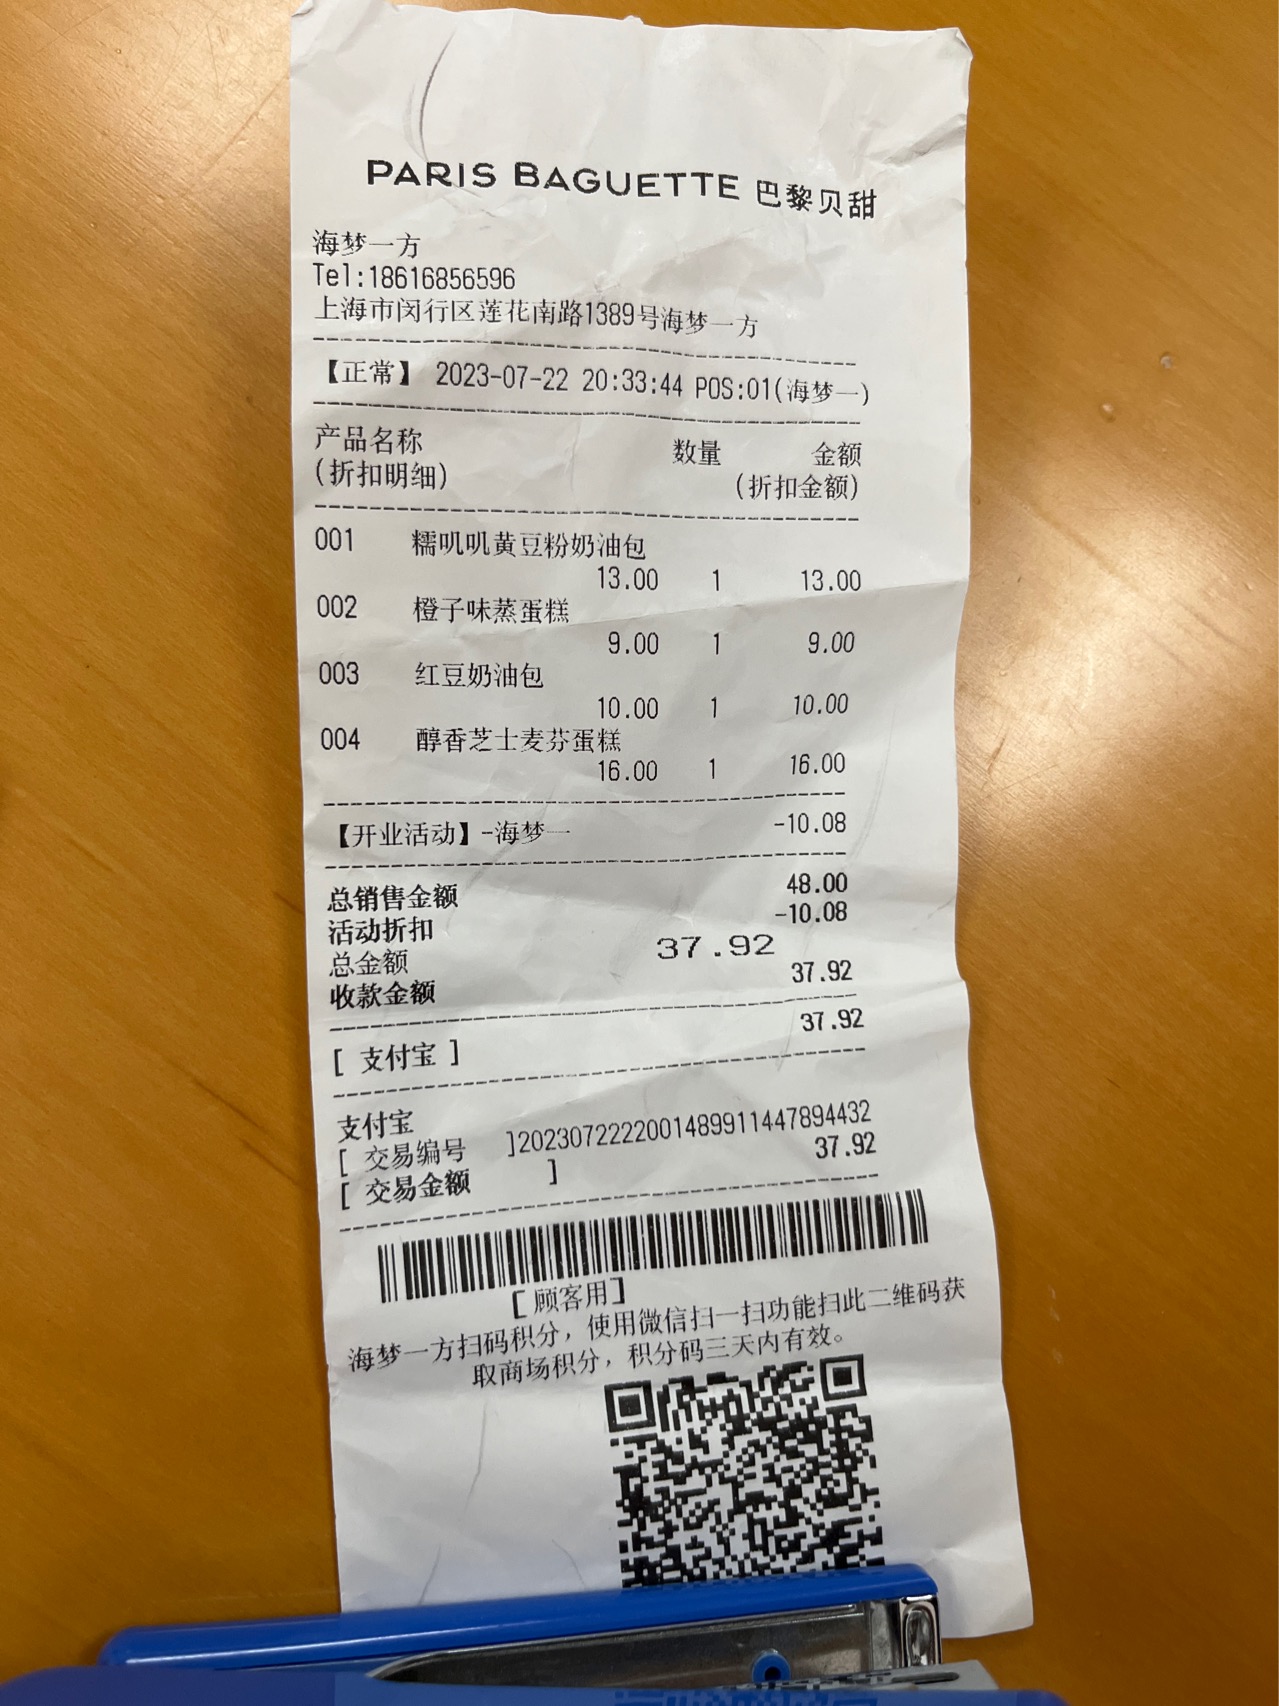 PARIS BAGUETTE 巴黎贝甜
海梦一方
Tel:18616856596
上海市闵行区莲花南路1389号海梦一方
【正常】 2023-07-22 20:33:44 POS:01(海梦一)
产品名称 数量 金额
(折扣明细) (折扣金额)
001 糯叽叽黄豆粉奶油包
13.00 1 13.00
002 橙子味蒸蛋糕
9.00 1 9.00
003 红豆奶油包
10.00 1 10.00
004 醇香芝士麦芬蛋糕
16.00 1 16.00
【开业活动】-海梦一 -10.08
总销售金额 48.00
活动折扣 -10.08
总金额 37.92
收款金额 37.92
[ 支付宝 ] 37.92
支付宝
[ 交易编号 ]2023072222001489911447894432
[ 交易金额 ] 37.92
[ 顾客用]
海梦一方扫码积分，使用微信扫一扫功能扫此二维码获
取商场积分，积分码三天内有效。